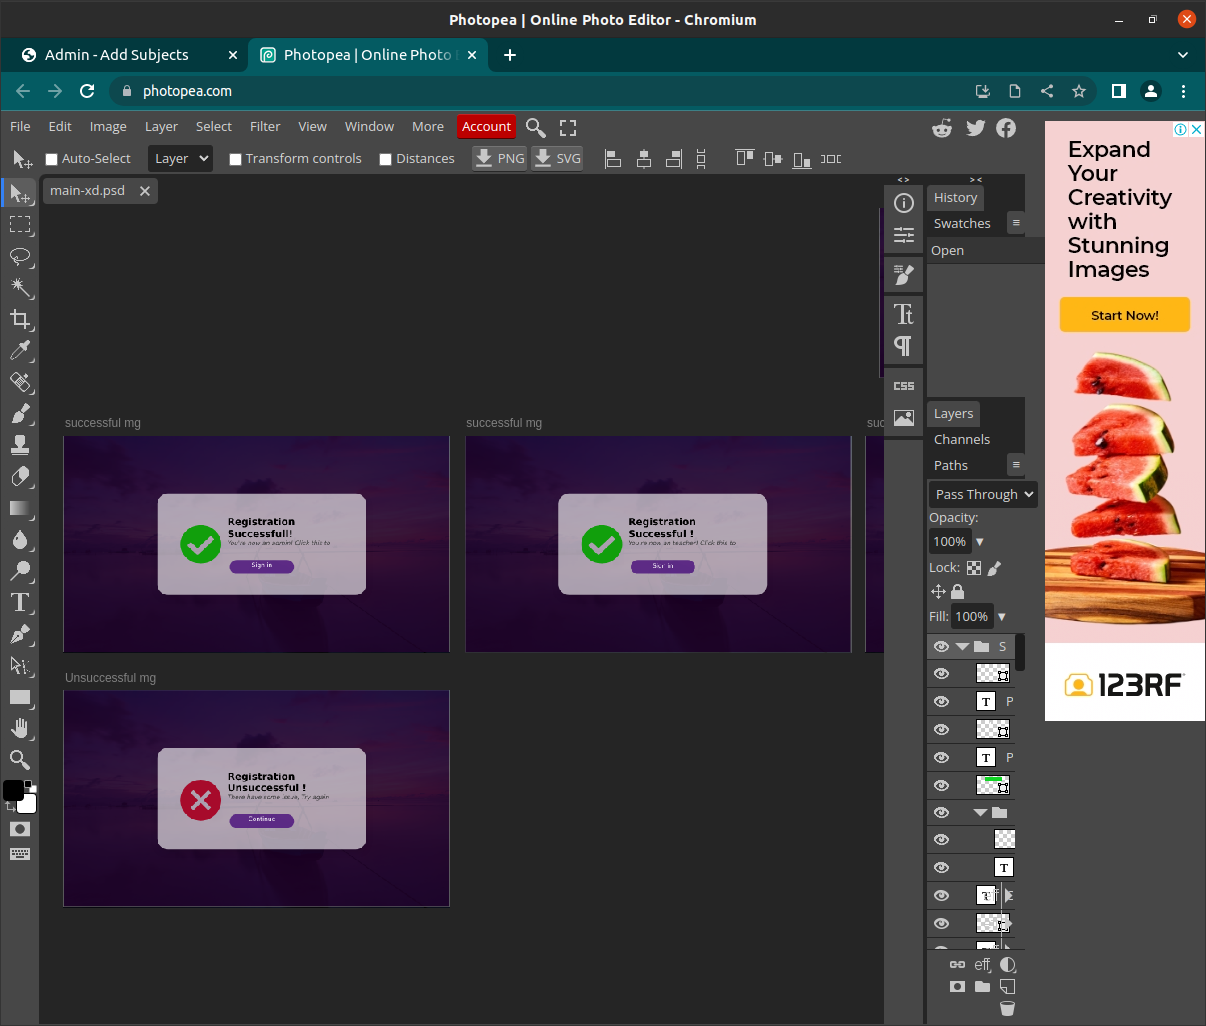 Photopea | Online Photo Editor - Chromium
Admin - Add Subjects
Photopea | Online Photo
photopea.com
File Edit Image Layer Select Filter View Window More Account
Auto-Select Layer Transform controls Distances PNG SVG
main-xd.psd
< >
> <
History
Swatches
Open
successful mg
successful mg
suc
Registration
Successfull!
You're now an admin! Click this to
Sign in
Registration
Successful !
You're now an teacher! Click this to
Sign in
Unsuccessful mg
Registration
Unsuccessful !
There have some issue, Try again
Continue
Tt
CSS
Layers
Channels
Paths
Pass Through
Opacity:
100%
Lock:
Fill: 100%
S
T P
T P
T
eff
Expand
Your
Creativity
with
Stunning
Images
Start Now!
123RF